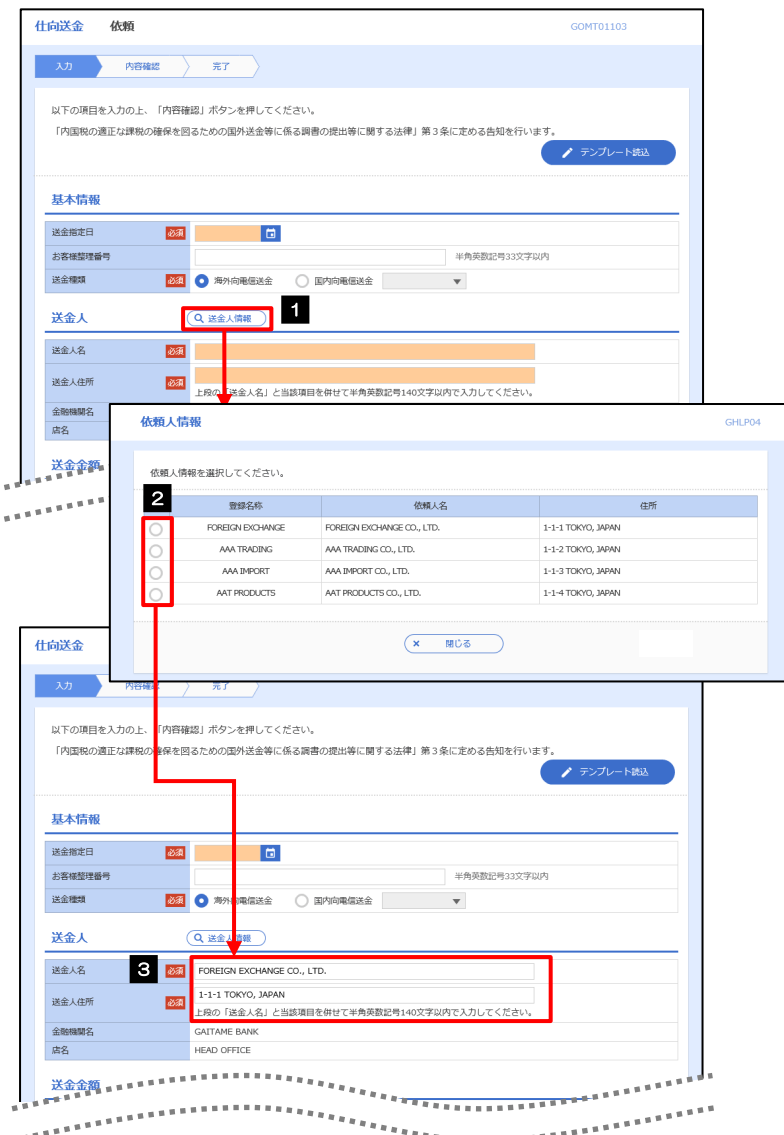 仕向送金 依頼 GOMT01103
入力 内容確認 完了
以下の項目を入力の上、「内容確認」ボタンを押してください。
「内国税の適正な課税の確保を図るための国外送金等に係る調書の提出等に関する法律」第３条に定める告知を行います。
テンプレート読込
基本情報
送金指定日 必須
お客様整理番号 半角英数記号33文字以内
送金種類 必須 海外向電信送金 国内向電信送金
送金人 送金人情報 1
送金人名 必須
送金人住所 必須
上段の「送金人名」と当該項目を併せて半角英数記号140文字以内で入力してください。
金融機関名
店名
送金金額
依頼人情報 GHLP04
依頼人情報を選択してください。
2
登録名称 依頼人名 住所
FOREIGN EXCHANGE FOREIGN EXCHANGE CO., LTD. 1-1-1 TOKYO, JAPAN
AAA TRADING AAA TRADING CO., LTD. 1-1-2 TOKYO, JAPAN
AAA IMPORT AAA IMPORT CO., LTD. 1-1-3 TOKYO, JAPAN
AAT PRODUCTS AAT PRODUCTS CO., LTD. 1-1-4 TOKYO, JAPAN
× 閉じる
仕向送金
入力 内容確認 完了
以下の項目を入力の上、「内容確認」ボタンを押してください。
「内国税の適正な課税の確保を図るための国外送金等に係る調書の提出等に関する法律」第３条に定める告知を行います。
テンプレート読込
基本情報
送金指定日 必須
お客様整理番号 半角英数記号33文字以内
送金種類 必須 海外向電信送金 国内向電信送金
送金人 送金人情報
送金人名 3 必須 FOREIGN EXCHANGE CO., LTD.
送金人住所 必須 1-1-1 TOKYO, JAPAN
上段の「送金人名」と当該項目を併せて半角英数記号140文字以内で入力してください。
金融機関名 GAITAME BANK
店名 HEAD OFFICE
送金金額